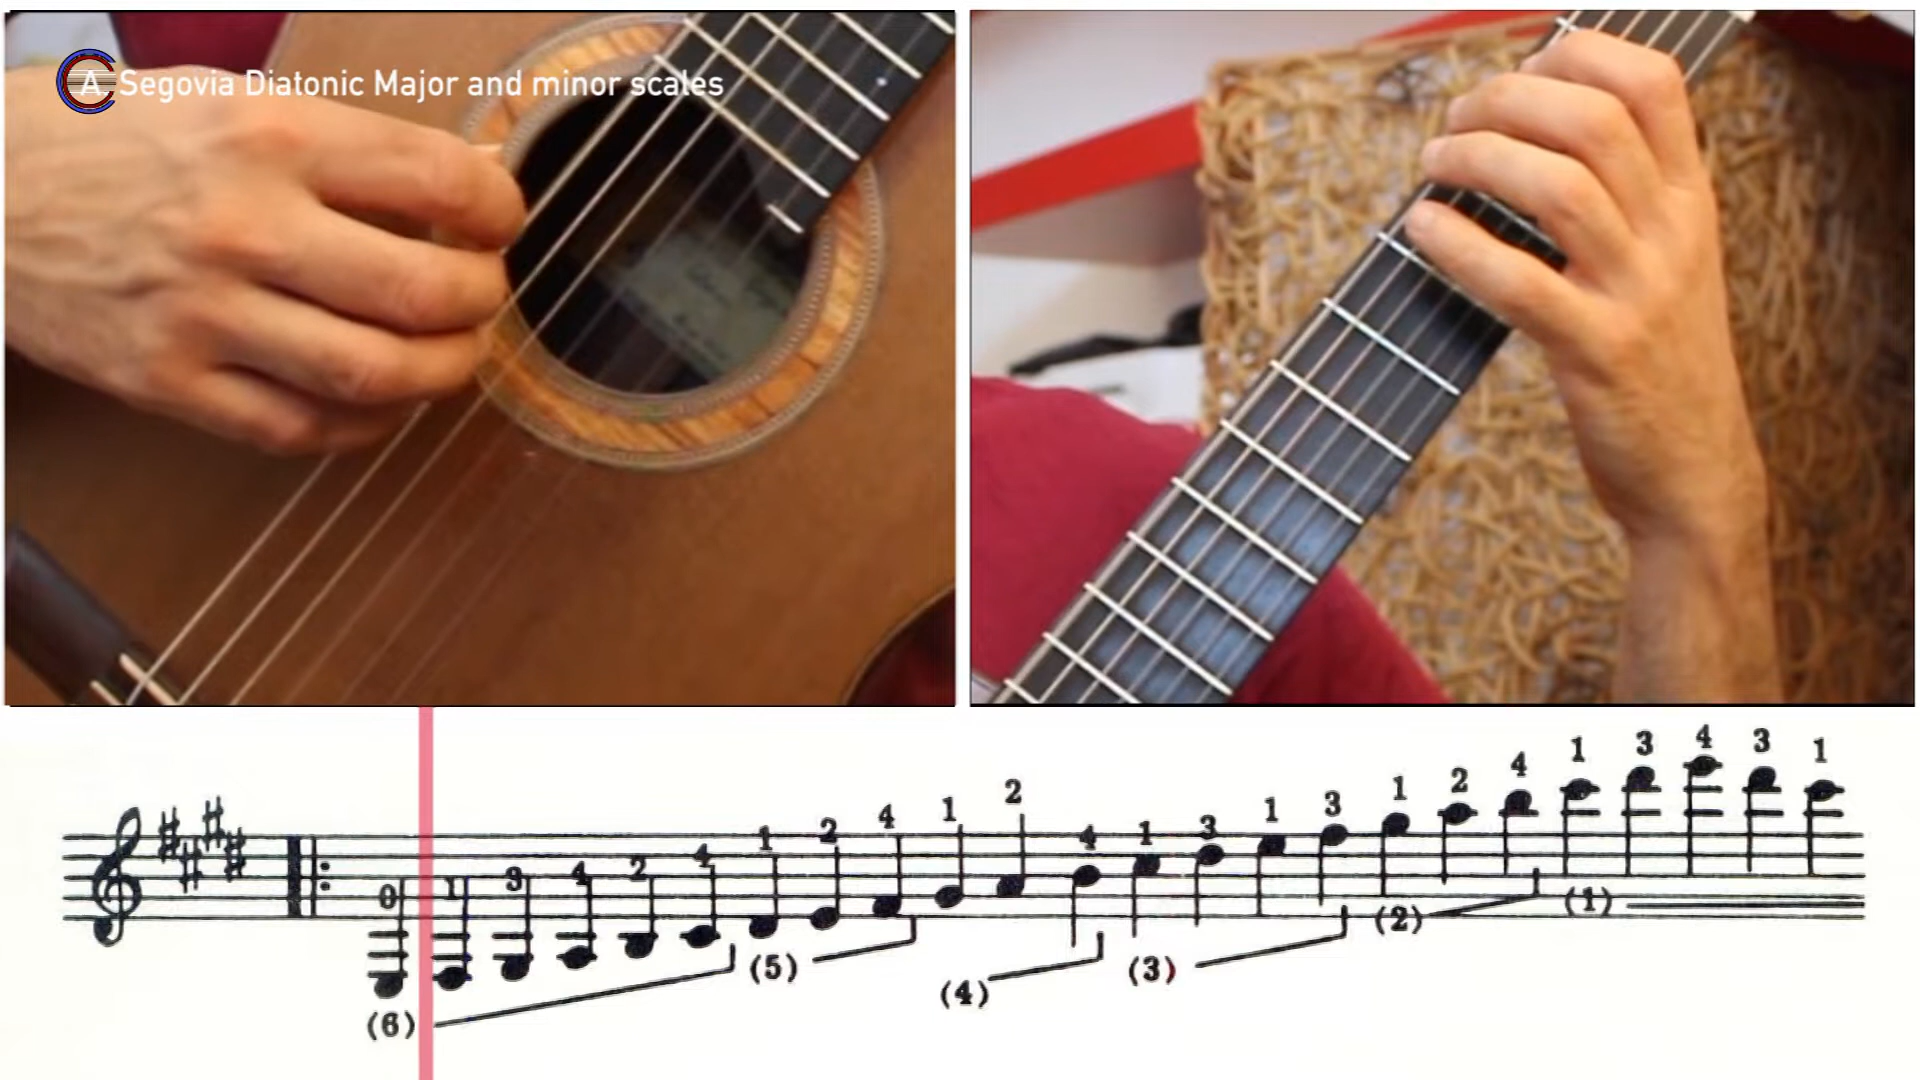 A. Segovia Diatonic Major and minor scales
0 1 3 4 2 4 1 2 4 1 2 4 1 3 1 3 1 2 4 1 3 4 3 1
(6) (5) (4) (3) (2) (1)